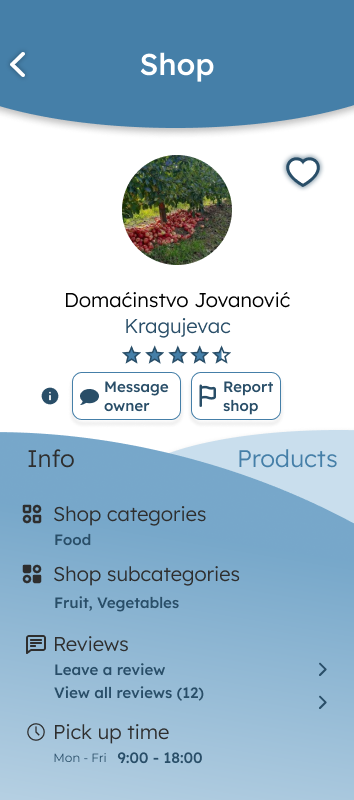 Shop
Domaćinstvo Jovanović
Kragujevac
Message
owner
Report
shop
Info
Products
Shop categories
Food
Shop subcategories
Fruit, Vegetables
Reviews
Leave a review
View all reviews (12)
Pick up time
Mon - Fri 9:00 - 18:00